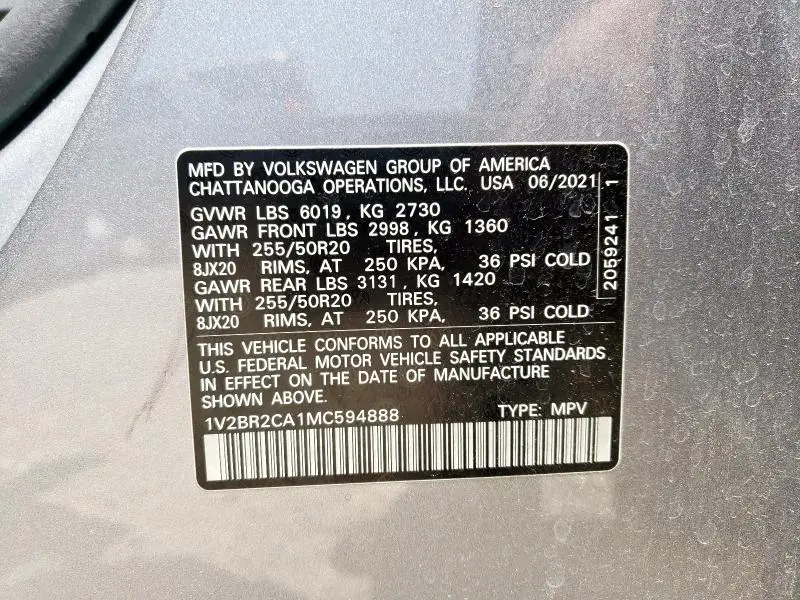 MFD BY VOLKSWAGEN GROUP OF AMERICA
CHATTANOOGA OPERATIONS, LLC. USA 06/2021
GVWR LBS 6019, KG 2730
GAWR FRONT LBS 2998, KG 1360
WITH 255/50R20 TIRES,
8JX20 RIMS, AT 250 KPA, 36 PSI COLD
GAWR REAR LBS 3131, KG 1420
WITH 255/50R20 TIRES,
8JX20 RIMS, AT 250 KPA, 36 PSI COLD
2059241 1
THIS VEHICLE CONFORMS TO ALL APPLICABLE
U.S. FEDERAL MOTOR VEHICLE SAFETY STANDARDS
IN EFFECT ON THE DATE OF MANUFACTURE
SHOWN ABOVE.
1V2BR2CA1MC594888 TYPE: MPV